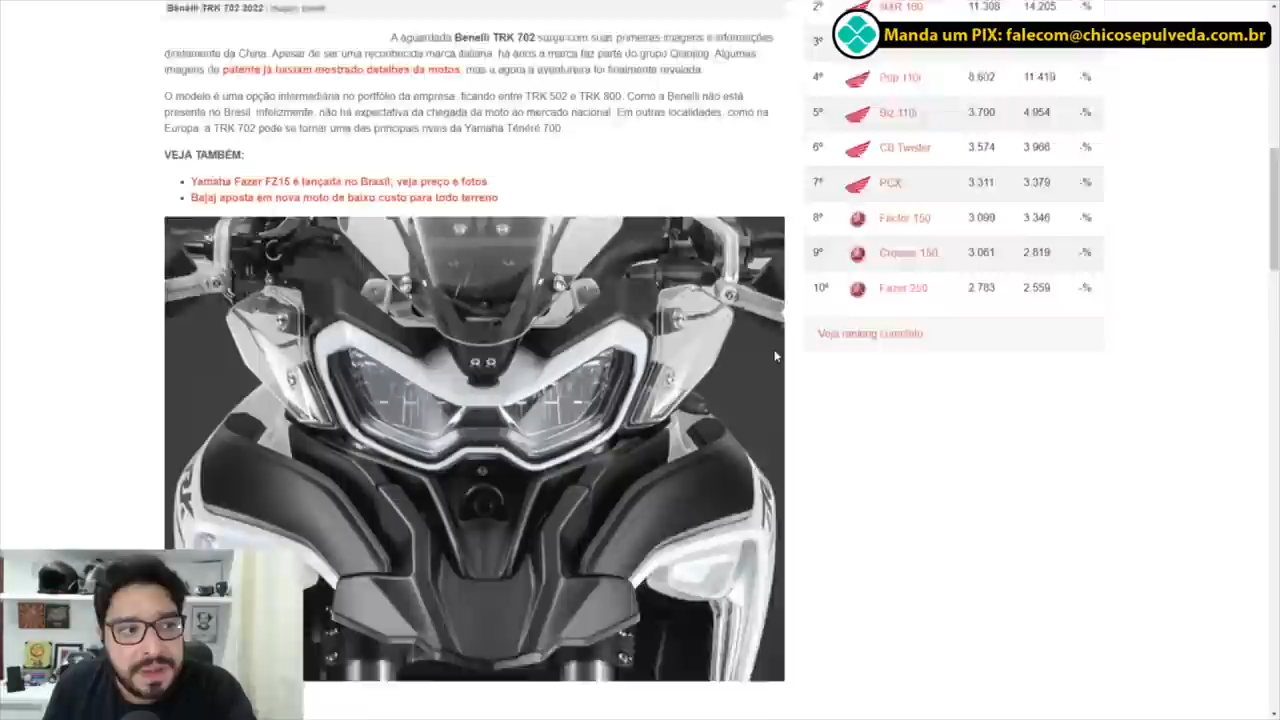 Benelli TRK 702 2022
A aguardada Benelli TRK 702 surge com suas primeiras imagens e informações
diretamente da China. Apesar de ser uma reconhecida marca italiana, há anos a marca faz parte do grupo Qianjiang. Algumas
imagens de patente já haviam mostrado detalhes da motos, mas a agora a aventureira foi finalmente revelada.
O modelo é uma opção intermediária no portfólio da empresa, ficando entre TRK 502 e TRK 800. Como a Benelli não está
presente no Brasil, infelizmente, não há expectativa da chegada da moto ao mercado nacional. Em outras localidades, como na
Europa, a TRK 702 pode se tornar uma das principais rivais da Yamaha Ténéré 700.
VEJA TAMBÉM:
Yamaha Fazer FZ15 é lançada no Brasil; veja preço e fotos
Bajaj aposta em nova moto de baixo custo para todo terreno
2º 11.308 14.205 -%
3º
Manda um PIX: falecom@chicosepulveda.com.br
4º Pop 110i 8.602 11.419 -%
5º Biz 110i 3.700 4.954 -%
6º CB Twister 3.574 3.966 -%
7º PCX 3.311 3.379 -%
8º Factor 150 3.099 3.346 -%
9º Crosser 150 3.061 2.819 -%
10º Fazer 250 2.783 2.559 -%
Veja ranking completo